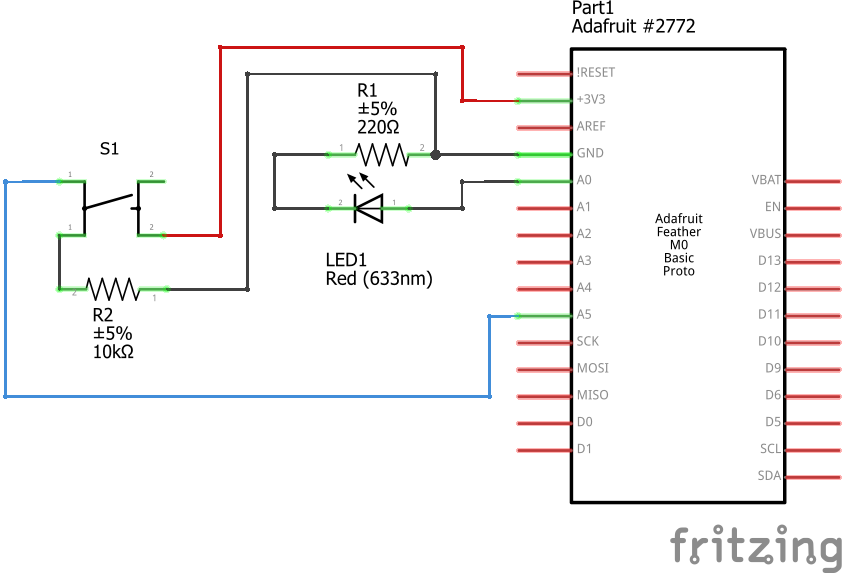 Part1
Adafruit #2772
!RESET
+3V3
AREF
GND
A0
A1
A2
A3
A4
A5
SCK
MOSI
MISO
D0
D1
Adafruit
Feather
M0
Basic
Proto
VBAT
EN
VBUS
D13
D12
D11
D10
D9
D6
D5
SCL
SDA
R1
±5%
220Ω
1
2
2
1
LED1
Red (633nm)
S1
1
2
1
2
2
1
R2
±5%
10kΩ
fritzing